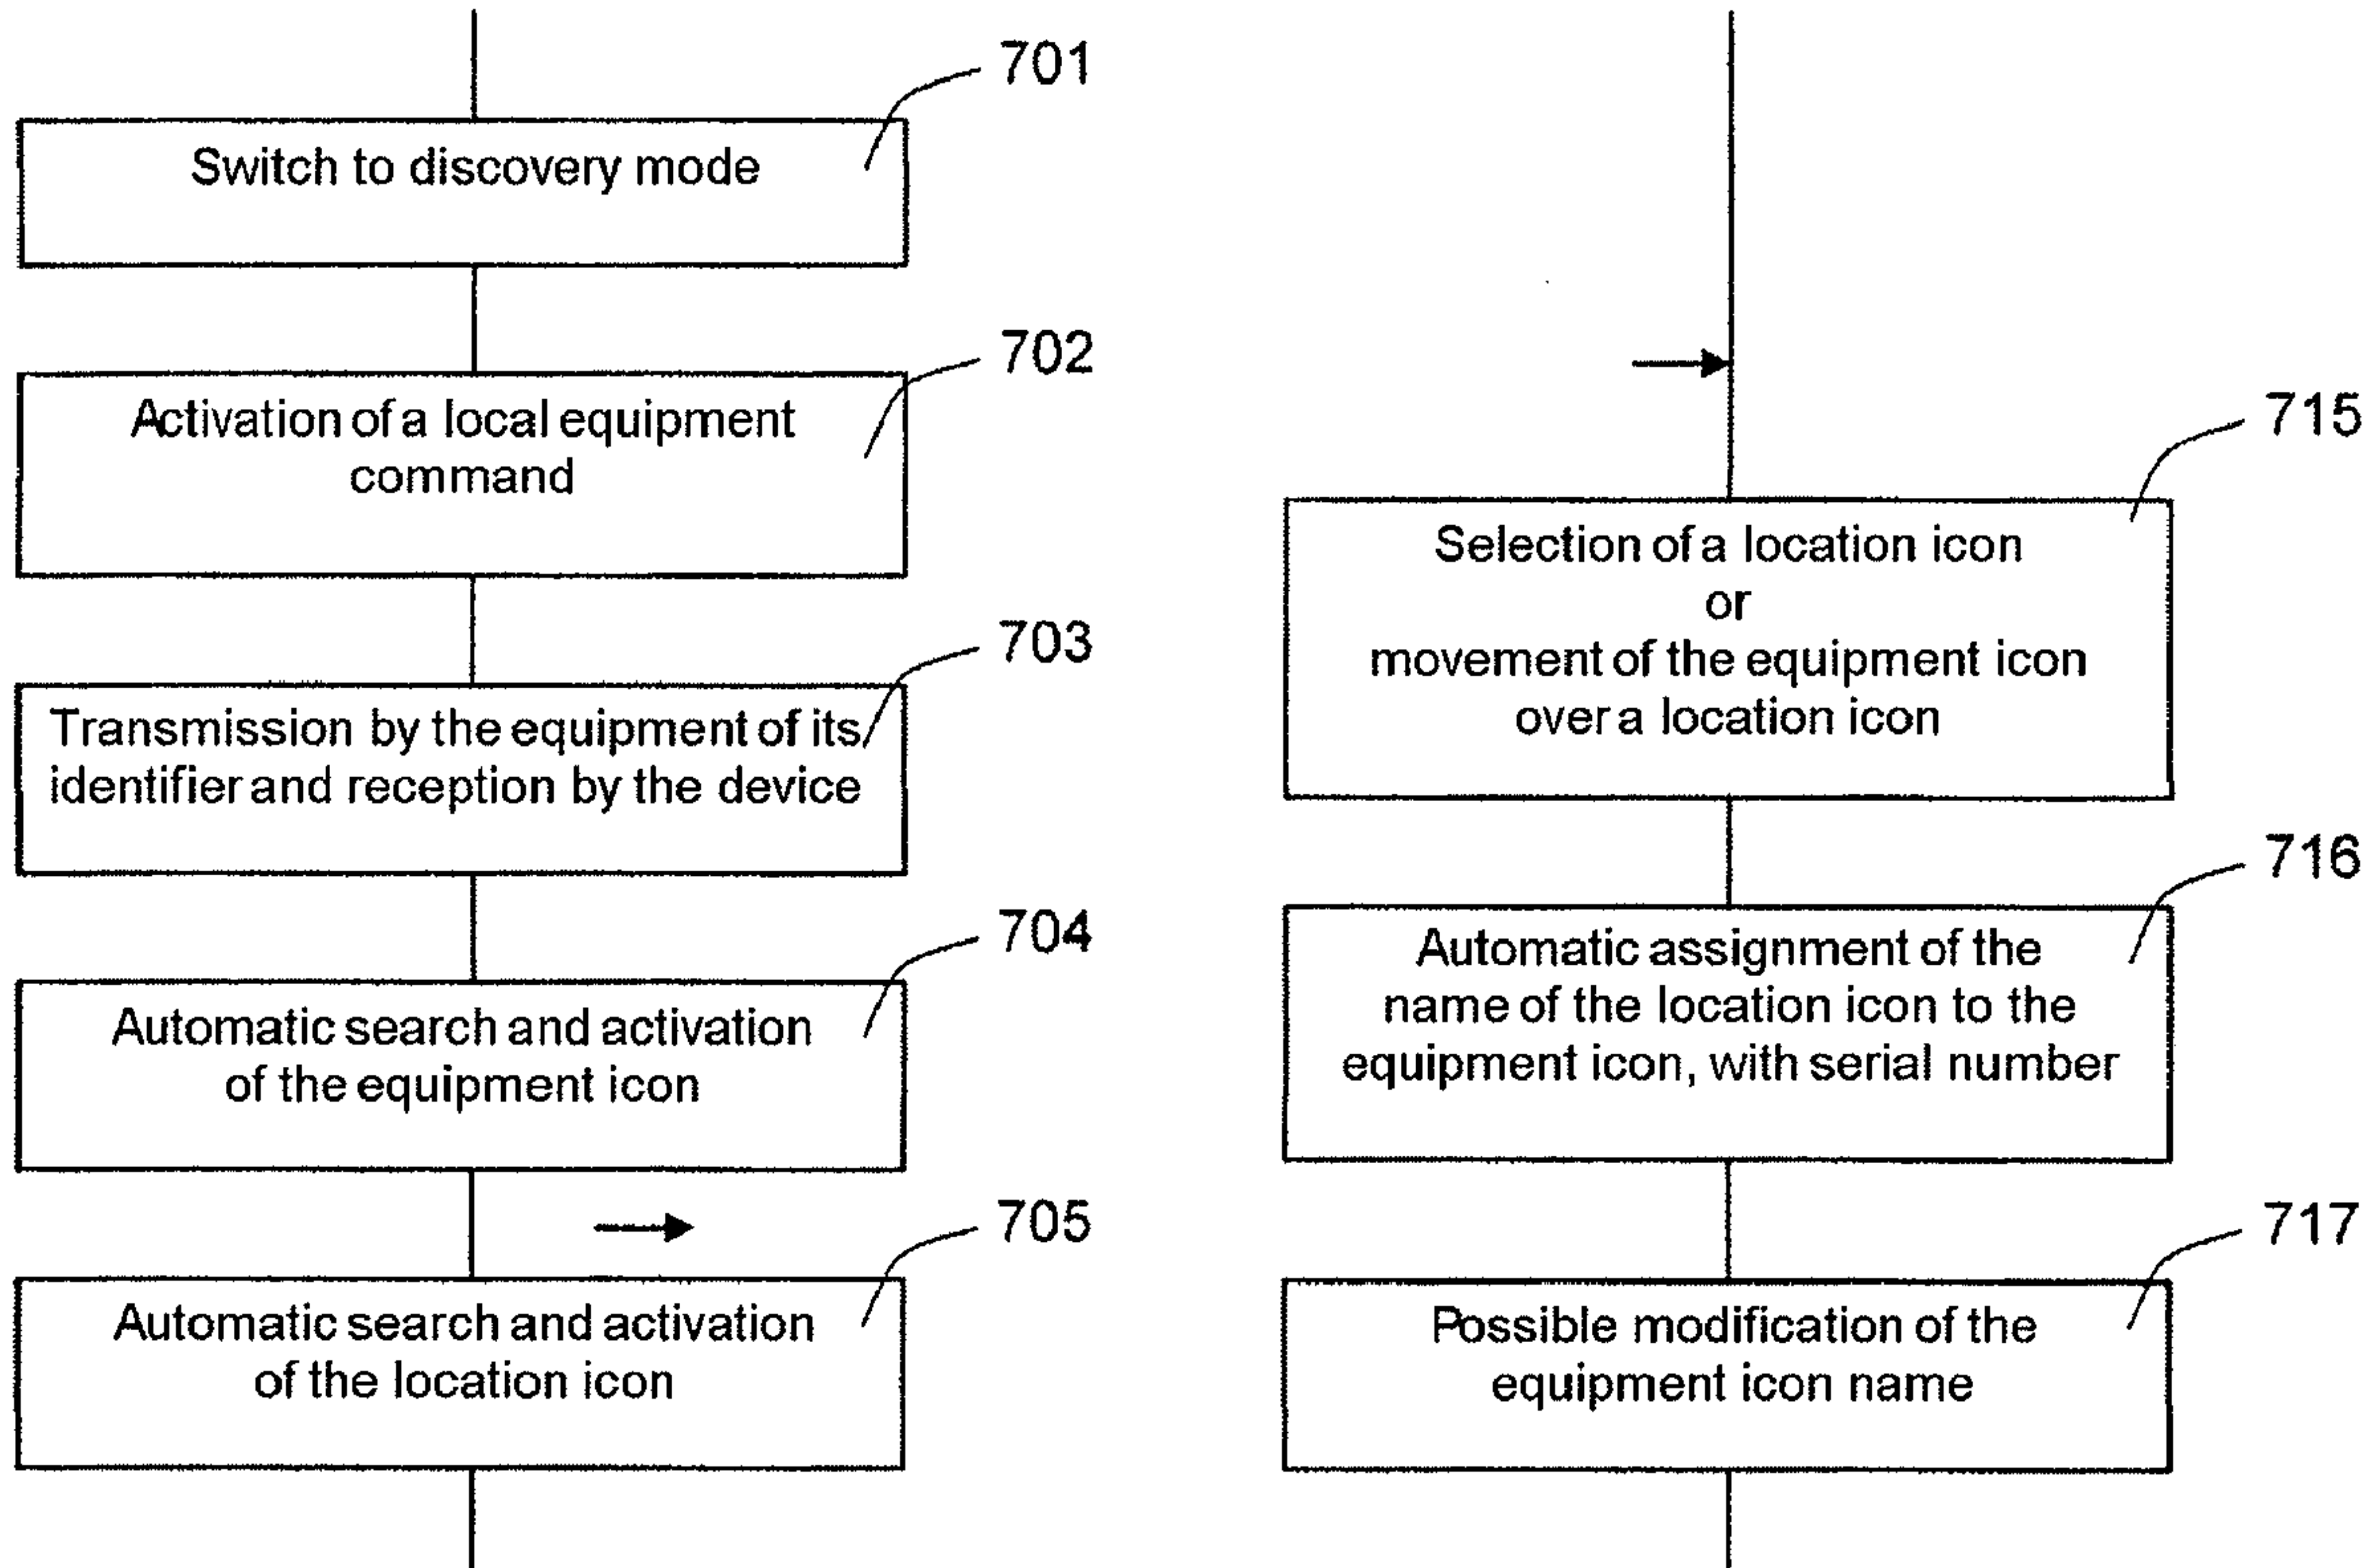 701
Switch to discovery mode
702
Activation of a local equipment
command
703
Transmission by the equipment of its
identifier and reception by the device
704
Automatic search and activation
of the equipment icon
705
Automatic search and activation
of the location icon
715
Selection of a location icon
or
movement of the equipment icon
over a location icon
716
Automatic assignment of the
name of the location icon to the
equipment icon, with serial number
717
Possible modification of the
equipment icon name